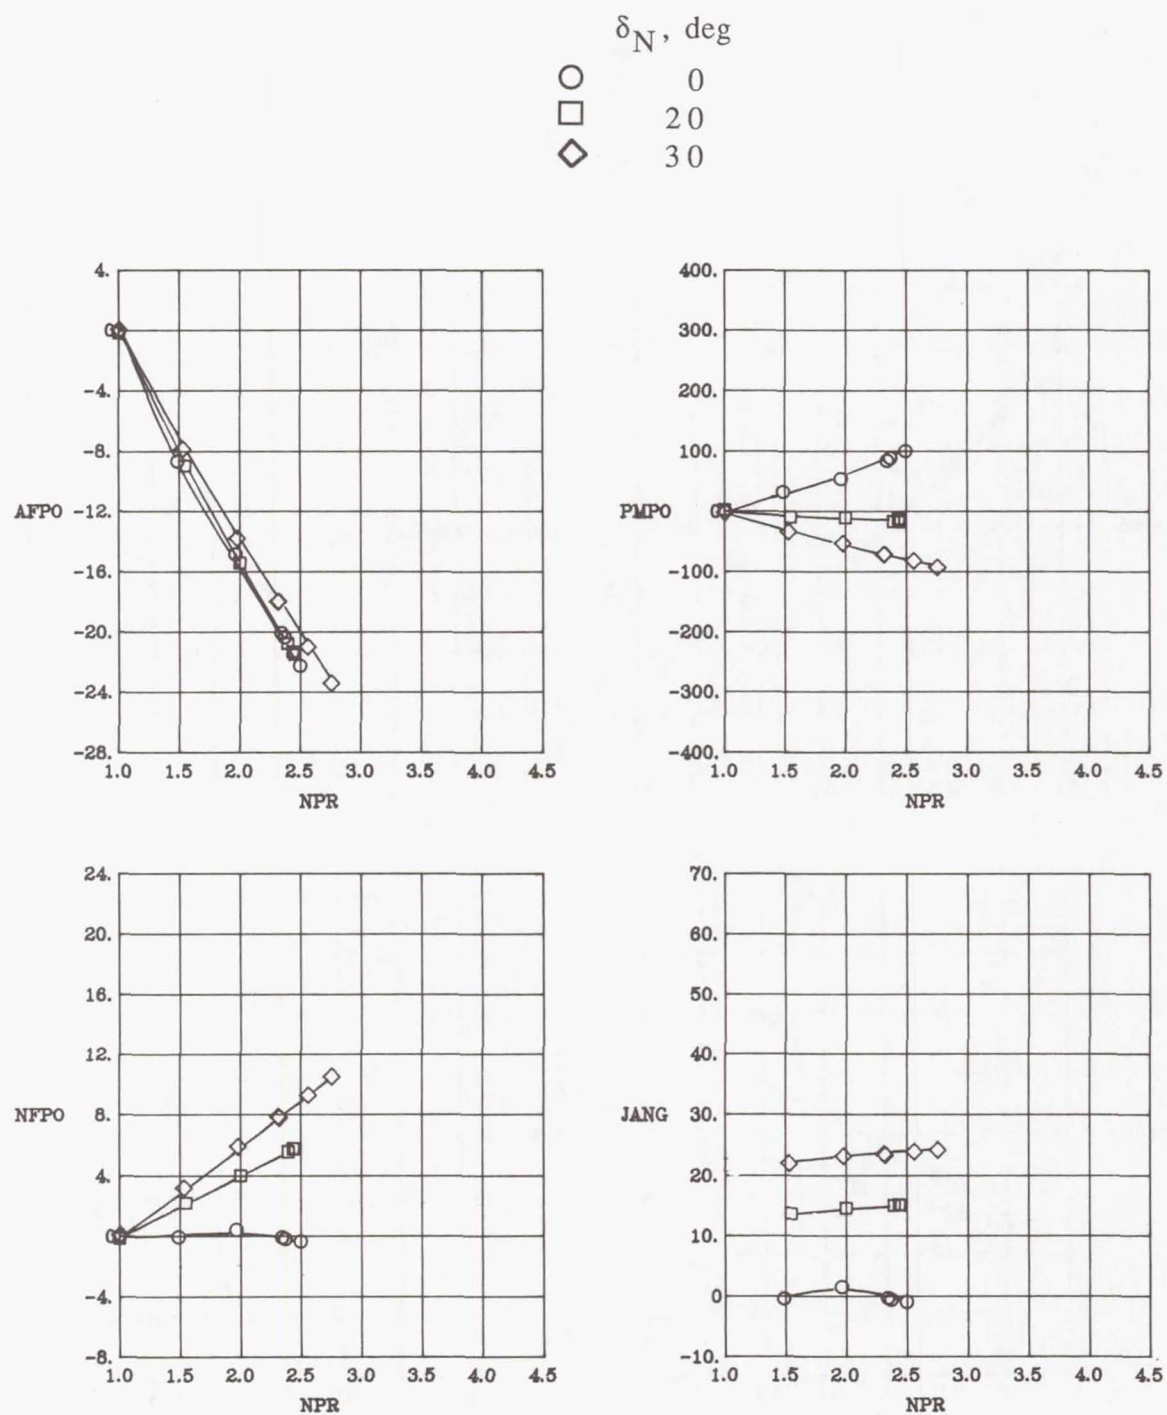 δN, deg
0
20
30
4.
0
-4.
-8.
AFPO -12.
-16.
-20.
-24.
-28.
1.0 1.5 2.0 2.5 3.0 3.5 4.0 4.5
NPR
400.
300.
200.
100.
PMPO 0
-100.
-200.
-300.
-400.
1.0 1.5 2.0 2.5 3.0 3.5 4.0 4.5
NPR
24.
20.
16.
12.
NFPO 8.
4.
0
-4.
-8.
1.0 1.5 2.0 2.5 3.0 3.5 4.0 4.5
NPR
70.
60.
50.
40.
JANG 30.
20.
10.
0
-10.
1.0 1.5 2.0 2.5 3.0 3.5 4.0 4.5
NPR